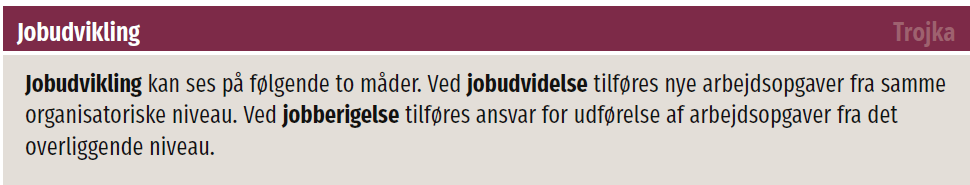 Jobudvikling Trojka
Jobudvikling kan ses på følgende to måder. Ved jobudvidelse tilføres nye arbejdsopgaver fra samme
organisatoriske niveau. Ved jobberigelse tilføres ansvar for udførelse af arbejdsopgaver fra det
overliggende niveau.